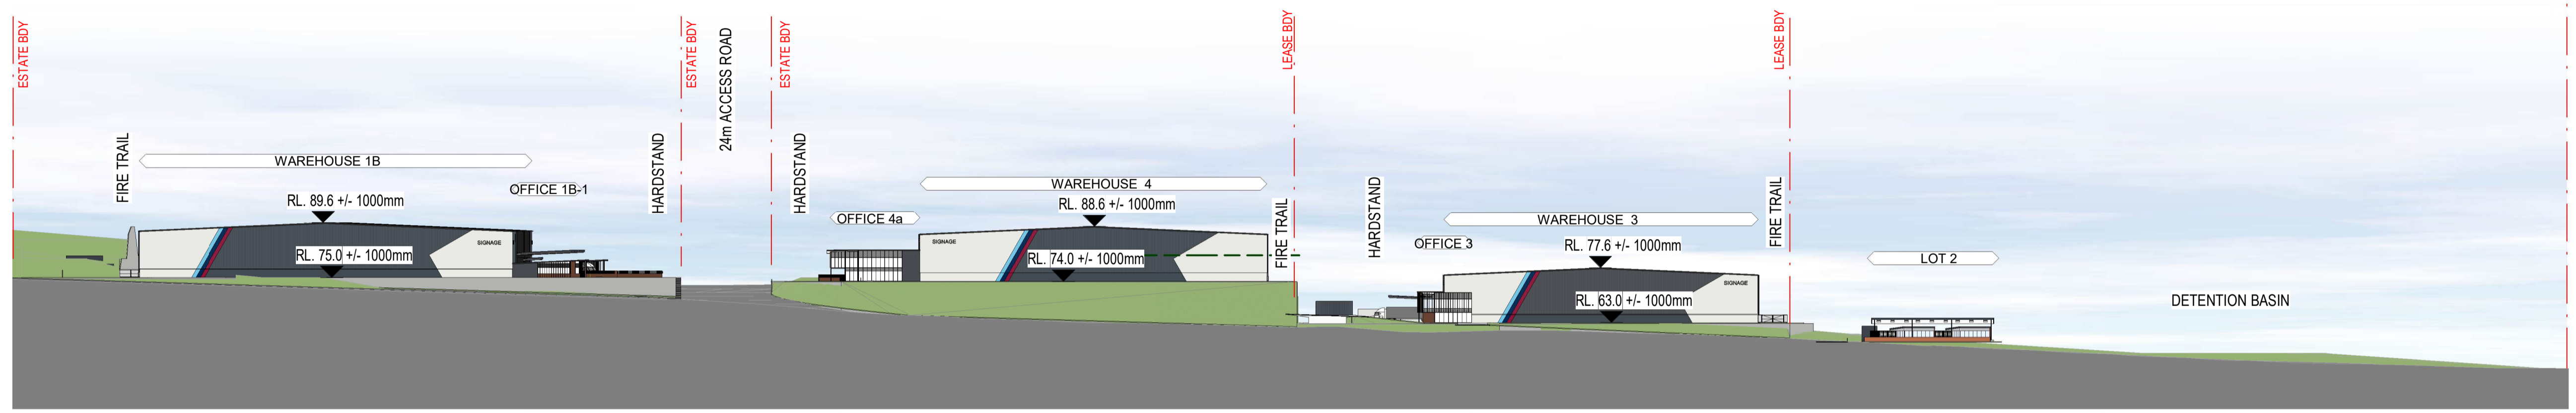 ESTATE BDY
FIRE TRAIL
WAREHOUSE 1B
RL. 89.6 +/- 1000mm
RL. 75.0 +/- 1000mm
SIGNAGE
OFFICE 1B-1
HARDSTAND
ESTATE BDY
24m ACCESS ROAD
ESTATE BDY
HARDSTAND
OFFICE 4a
WAREHOUSE 4
RL. 88.6 +/- 1000mm
SIGNAGE
RL. 74.0 +/- 1000mm
FIRE TRAIL
LEASE BDY
HARDSTAND
OFFICE 3
WAREHOUSE 3
RL. 77.6 +/- 1000mm
SIGNAGE
RL. 63.0 +/- 1000mm
FIRE TRAIL
LEASE BDY
LOT 2
DETENTION BASIN